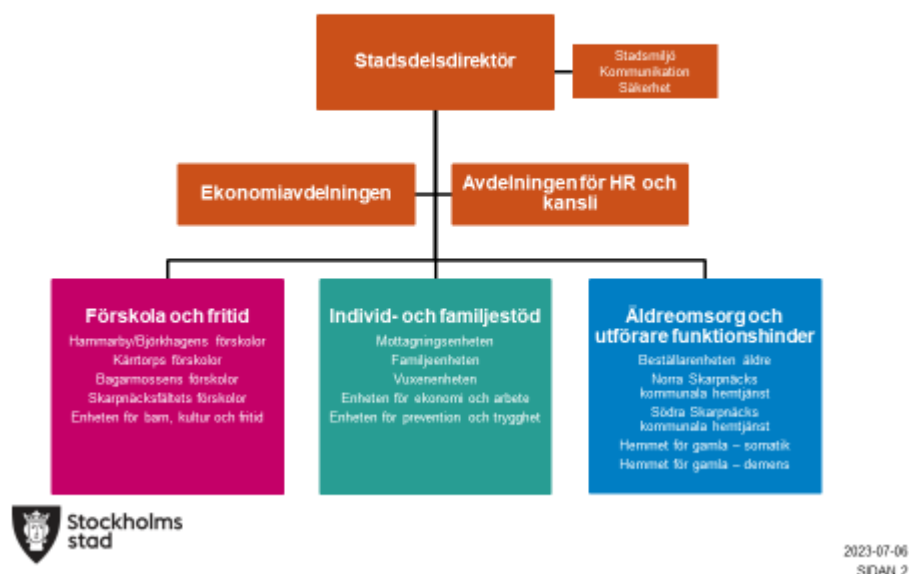 Stadsdelsdirektör
Stadsmiljö
Kommunikation
Säkerhet
Ekonomiavdelningen
Avdelningen för HR och
kansli
Förskola och fritid
Hammarby/Björkhagens förskolor
Kärrtorps förskolor
Bagarmossens förskolor
Skarpnäcksfältets förskolor
Enheten för barn, kultur och fritid
Individ- och familjestöd
Mottagningsenheten
Familjeenheten
Vuxenenheten
Enheten för ekonomi och arbete
Enheten för prevention och trygghet
Äldreomsorg och
utförare funktionshinder
Beställarenheten äldre
Norra Skarpnäcks
kommunala hemtjänst
Södra Skarpnäcks
kommunala hemtjänst
Hemmet för gamla – somatik
Hemmet för gamla – demens
Stockholms
stad
2023-07-06
SIDAN 2